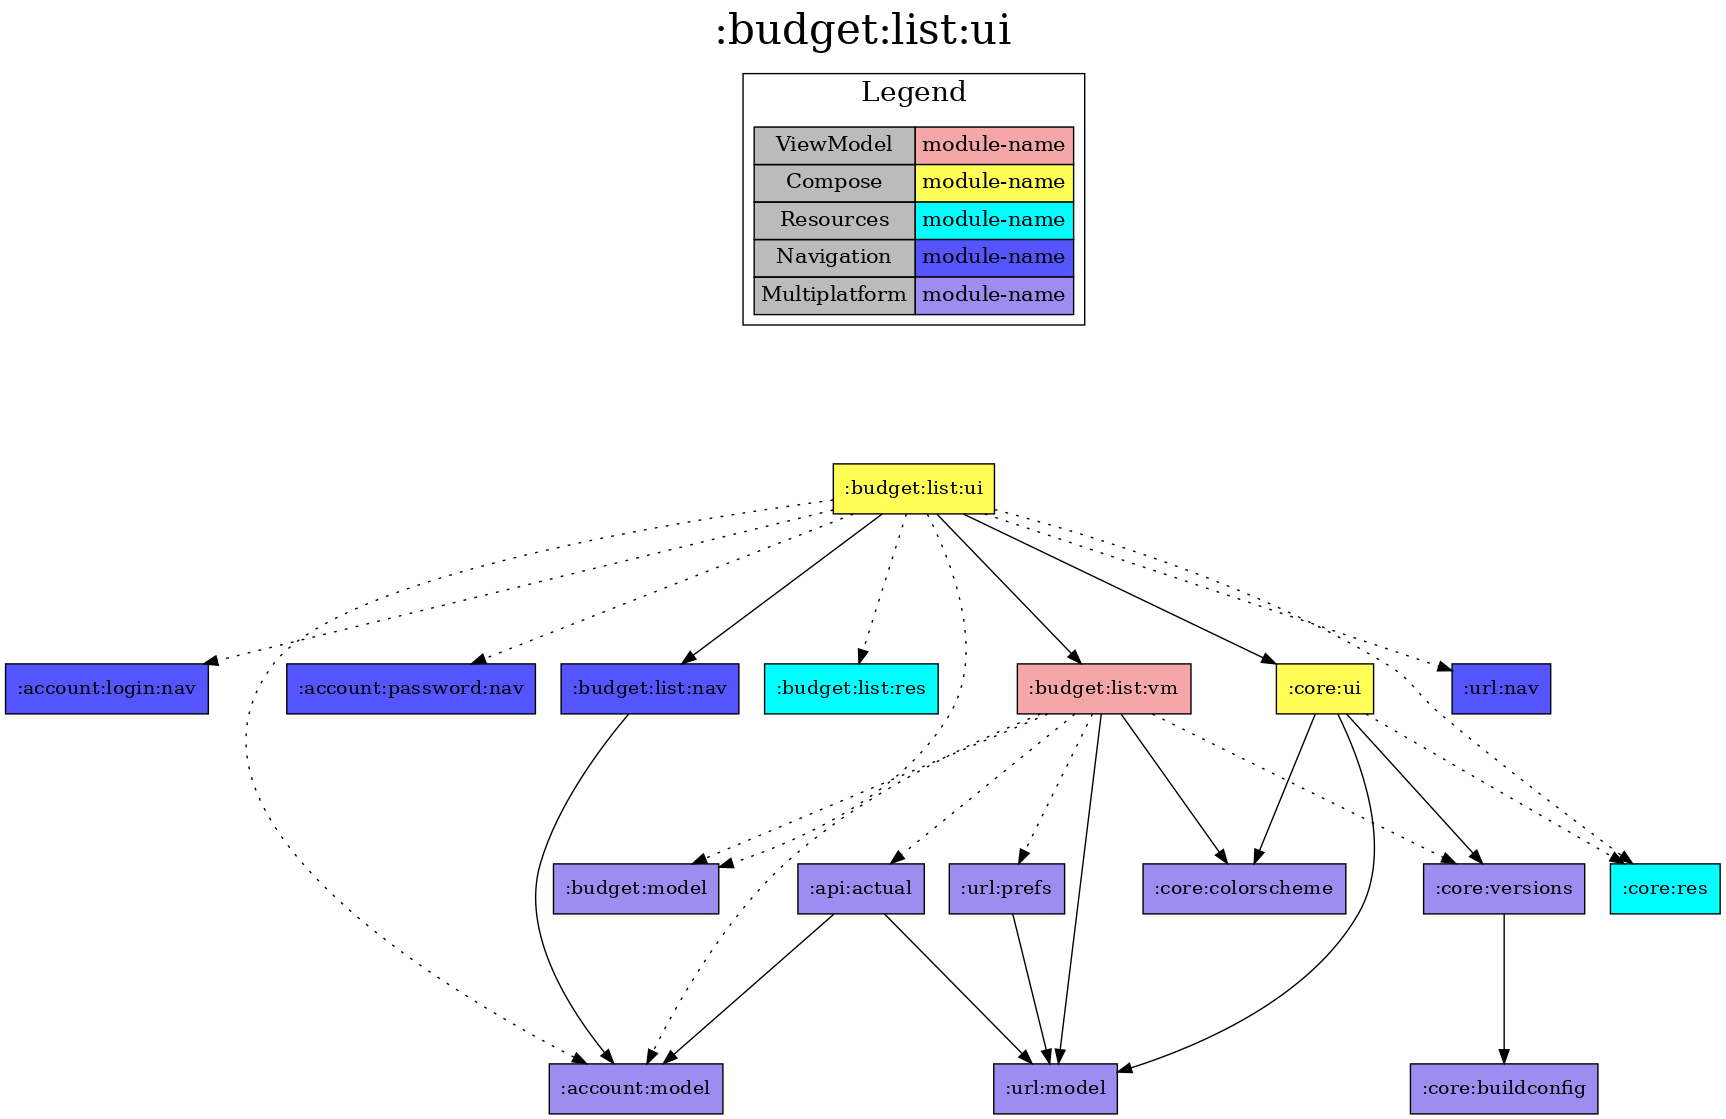 :budget:list:ui
Legend
ViewModel module-name
Compose module-name
Resources module-name
Navigation module-name
Multiplatform module-name
:budget:list:ui
:account:login:nav :account:password:nav :budget:list:nav :budget:list:res :budget:list:vm :core:ui :url:nav
:budget:model :api:actual :url:prefs :core:colorscheme :core:versions :core:res
:account:model :url:model :core:buildconfig